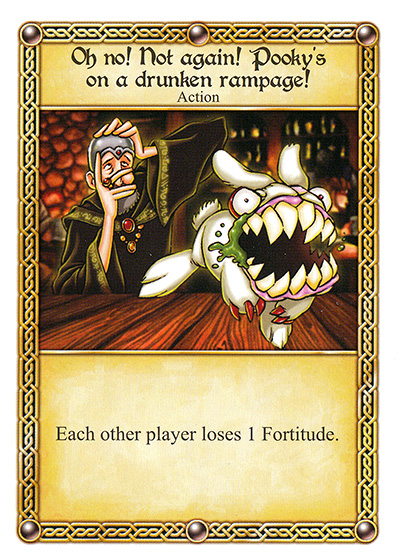 Oh no! Not again! Pooky's
on a drunken rampage!
Action
Each other player loses 1 Fortitude.